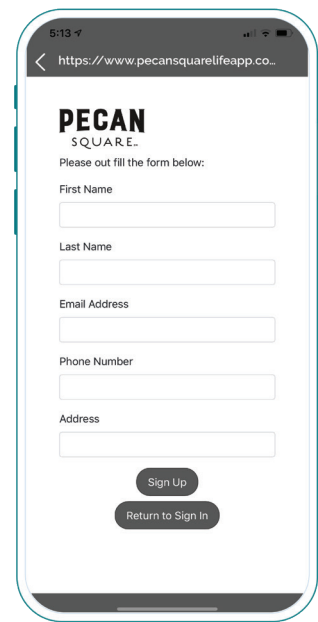 5:13
https://www.pecansquarelifeapp.co...
PECAN
SQUARE™
Please out fill the form below:
First Name
Last Name
Email Address
Phone Number
Address
Sign Up
Return to Sign In